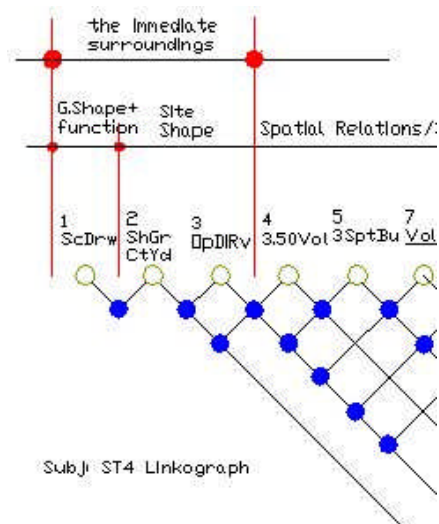 the immediate
surroundings
G.Shape+
function
Site
Shape
Spatial Relations/
1
ScDrw
2
ShGr
CtYd
3
OpDIRv
4
3.50Vol
5
3SptBu
7
Vol
Subj: ST4 Linkograph